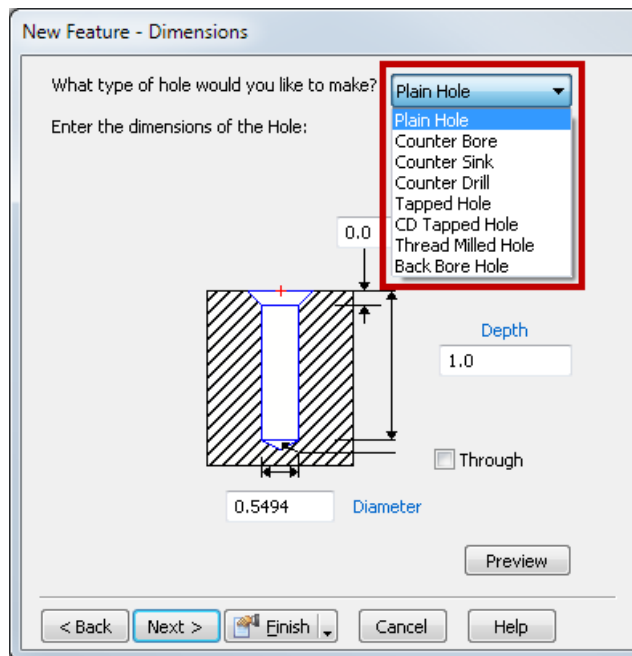 New Feature - Dimensions
What type of hole would you like to make?
Plain Hole
Enter the dimensions of the Hole:
Plain Hole
Counter Bore
Counter Sink
Counter Drill
Tapped Hole
CD Tapped Hole
Thread Milled Hole
Back Bore Hole
0.0
Depth
1.0
Through
0.5494
Diameter
Preview
< Back
Next >
Finish
Cancel
Help